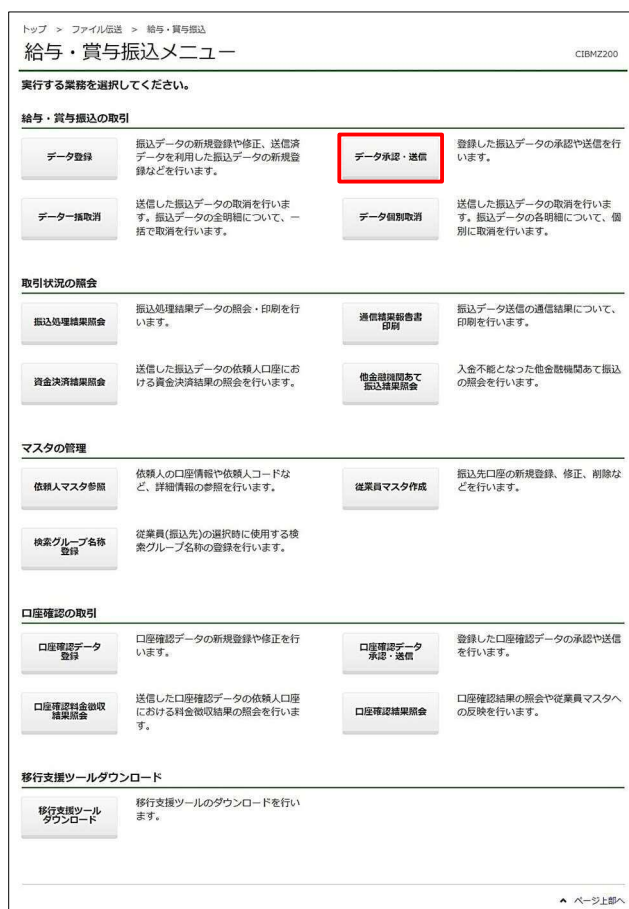 トップ > ファイル伝送 > 給与・賞与振込
給与・賞与振込メニュー
CIBMZ200
実行する業務を選択してください。
給与・賞与振込の取引
データ登録
振込データの新規登録や修正、送信済
データを利用した振込データの新規登
録などを行います。
データ承認・送信
登録した振込データの承認や送信を行
います。
データ一括取消
送信した振込データの取消を行いま
す。振込データの全明細について、一
括で取消を行います。
データ個別取消
送信した振込データの取消を行いま
す。振込データの各明細について、個
別に取消を行います。
取引状況の照会
振込処理結果照会
振込処理結果データの照会・印刷を行
います。
通信結果報告書
印刷
振込データ送信の通信結果について、
印刷を行います。
資金決済結果照会
送信した振込データの依頼人口座にお
ける資金決済結果の照会を行います。
他金融機関あて
振込結果照会
入金不能となった他金融機関あて振込
の照会を行います。
マスタの管理
依頼人マスタ参照
依頼人の口座情報や依頼人コードな
ど、詳細情報の参照を行います。
従業員マスタ作成
振込先口座の新規登録、修正、削除な
どを行います。
検索グループ名称
登録
従業員(振込先)の選択時に使用する検
索グループ名称の登録を行います。
口座確認の取引
口座確認データ
登録
口座確認データの新規登録や修正を行
います。
口座確認データ
承認・送信
登録した口座確認データの承認や送信
を行います。
口座確認料金徴収
結果照会
送信した口座確認データの依頼人口座
における料金徴収結果の照会を行いま
す。
口座確認結果照会
口座確認結果の照会や従業員マスタへ
の反映を行います。
移行支援ツールダウンロード
移行支援ツール
ダウンロード
移行支援ツールのダウンロードを行い
ます。
ページ上部へ